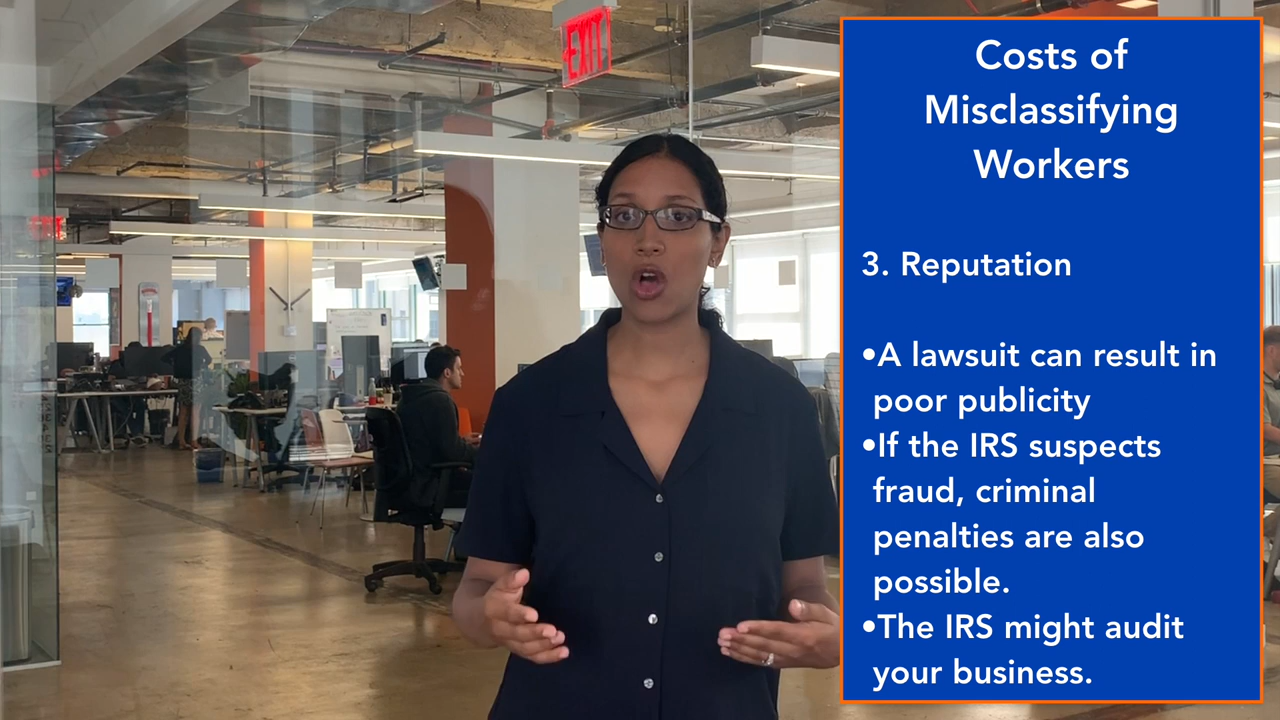 EXIT
Costs of
Misclassifying
Workers
3. Reputation
•A lawsuit can result in
poor publicity
•If the IRS suspects
fraud, criminal
penalties are also
possible.
•The IRS might audit
your business.